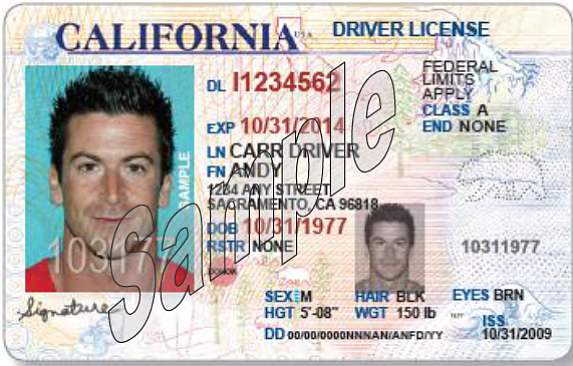 CALIFORNIA USA DRIVER LICENSE
FEDERAL
LIMITS
APPLY
CLASS A
END NONE
DL I1234562
EXP 10/31/2014
LN CARR DRIVER
FN ANDY
1234 ANY STREET
SACRAMENTO, CA 96818
DOB 10/31/1977
RSTR NONE
DONOR
SAMPLE
Sample
10317
10311977
Signature
SEX M HAIR BLK EYES BRN
HGT 5'-08" WGT 150 lb
ISS
DD 00/00/0000NNNAN/ANFD/YY 10/31/2009